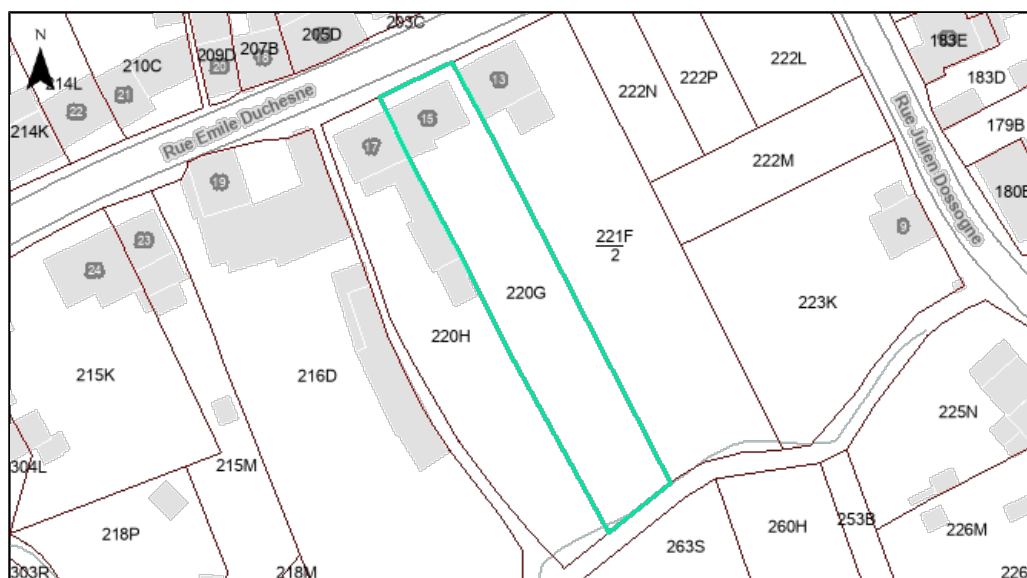 N
203C
205D
207B
18
209D
20
210C
21
214L
22
214K
Rue Emile Duchesne
13
15
17
19
222L
222P
222N
222M
183E
183D
179B
Rue Julien Dossogne
9
23
24
221F
2
220G
220H
223K
215K
216D
225N
215M
304L
218P
263S
260H
253B
226M
303R
218M
226